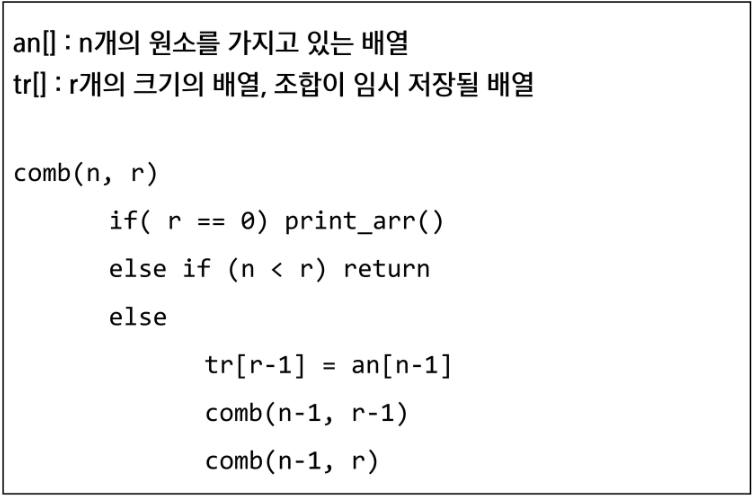 an[] : n개의 원소를 가지고 있는 배열
tr[] : r개의 크기의 배열, 조합이 임시 저장될 배열
comb(n, r)
if( r == 0) print_arr()
else if (n < r) return
else
tr[r-1] = an[n-1]
comb(n-1, r-1)
comb(n-1, r)